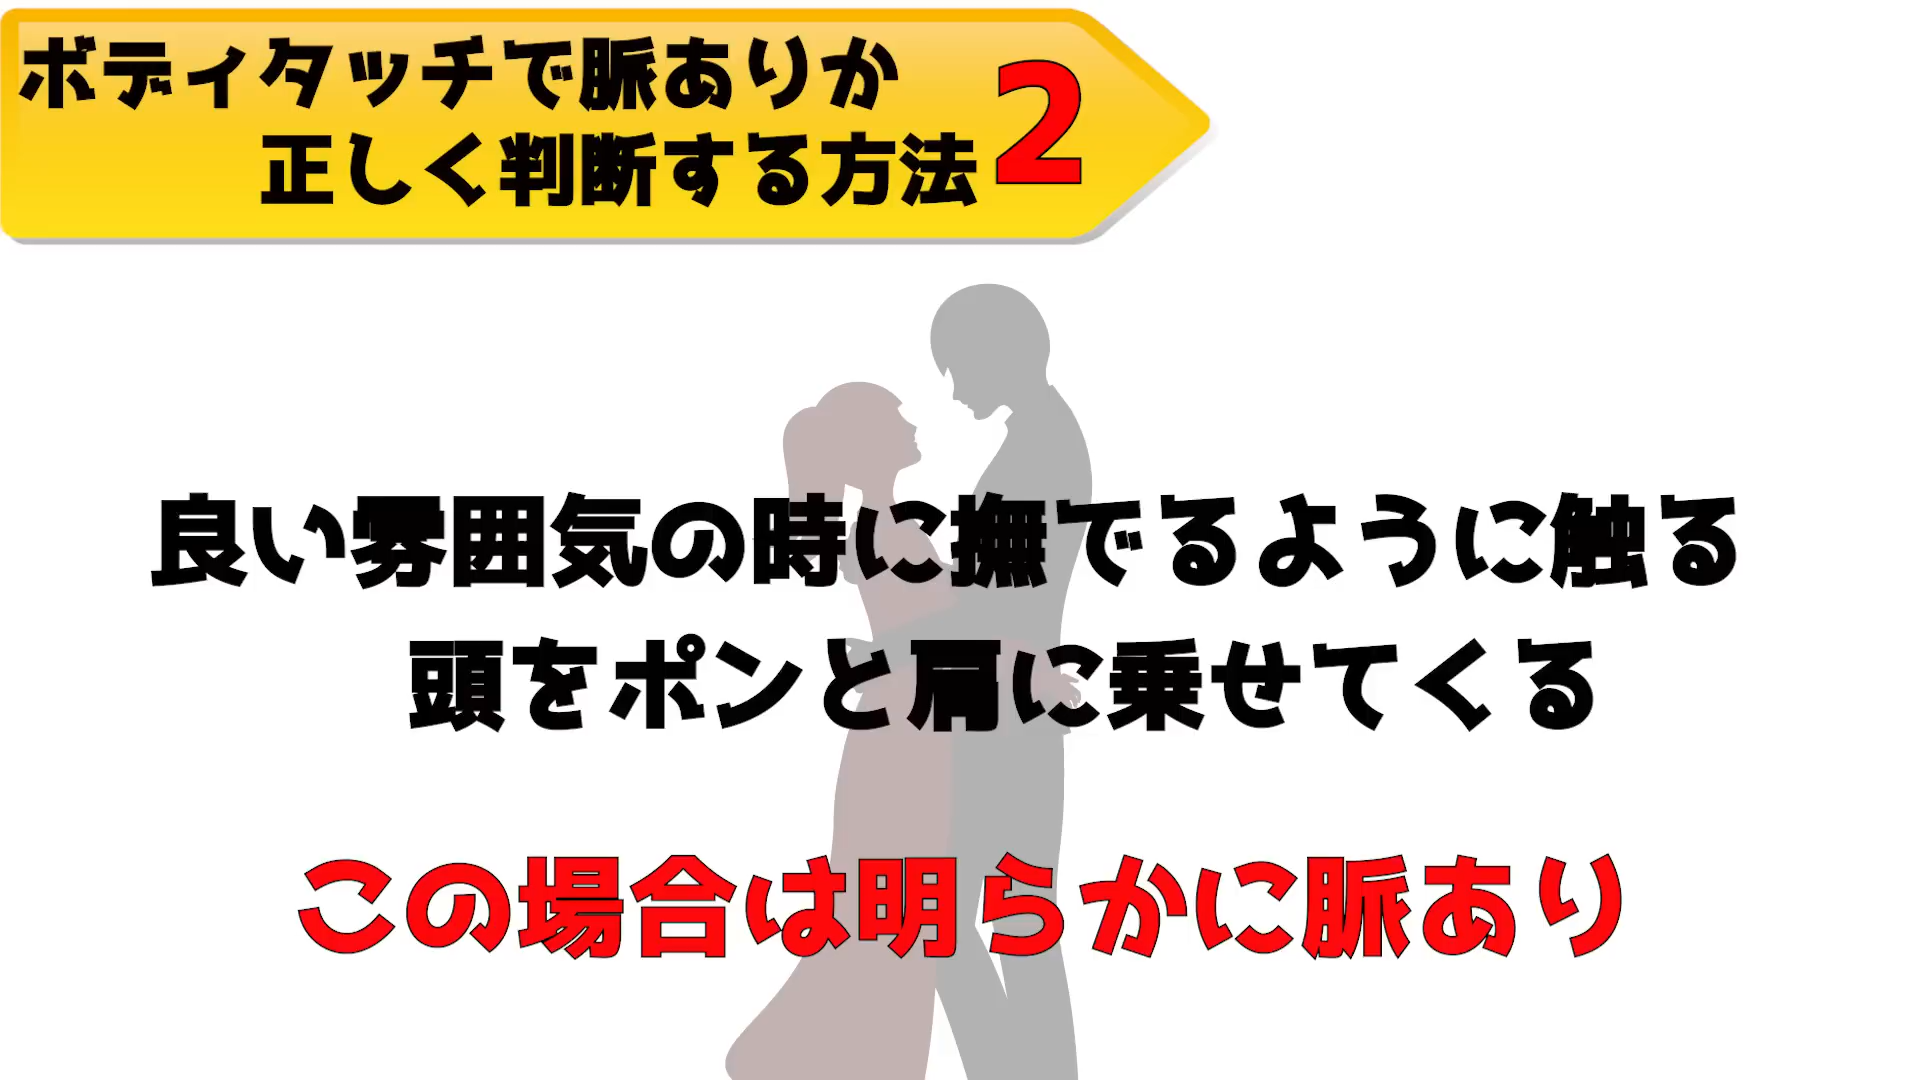 ボディタッチで脈ありか
正しく判断する方法 2
良い雰囲気の時に撫でるように触る
頭をポンと肩に乗せてくる
この場合は明らかに脈あり